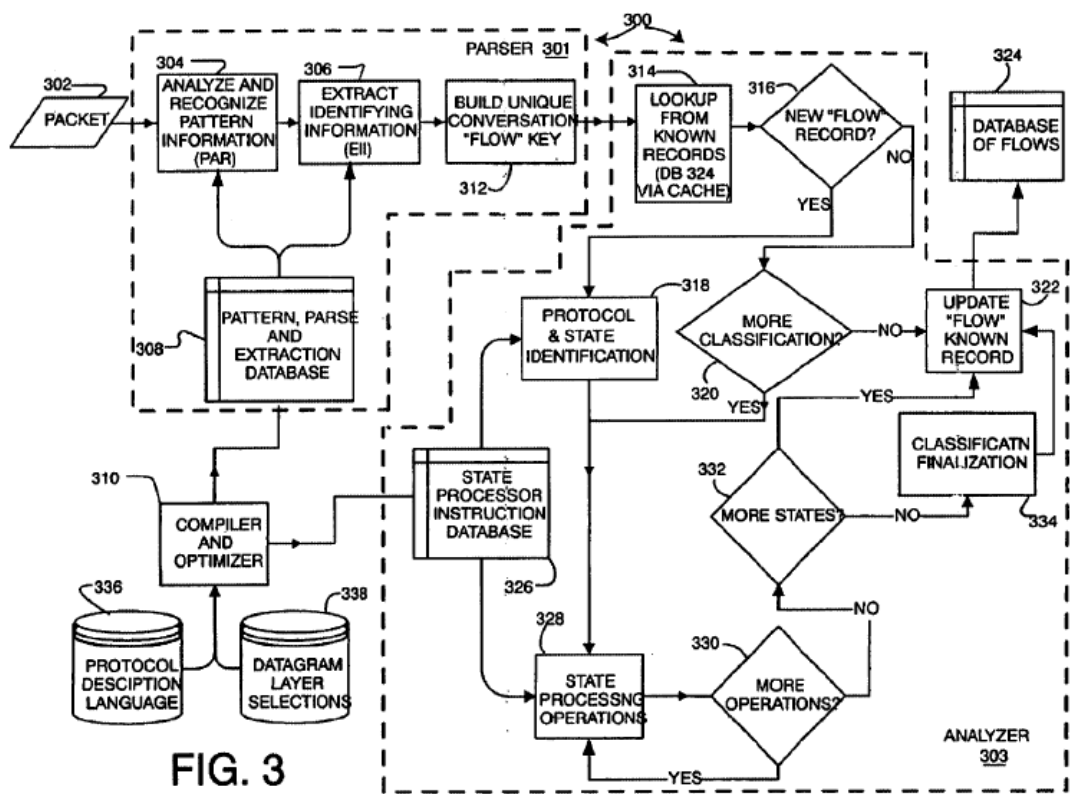 300
PARSER 301
302
PACKET
304
ANALYZE AND
RECOGNIZE
PATTERN
INFORMATION
(PAR)
306
EXTRACT
IDENTIFYING
INFORMATION
(EII)
BUILD UNIQUE
CONVERSATION
"FLOW" KEY
312
314
LOOKUP
FROM
KNOWN
RECORDS
(DB 324
VIA CACHE)
316
NEW "FLOW"
RECORD?
NO
YES
324
DATABASE
OF FLOWS
308
PATTERN, PARSE
AND
EXTRACTION
DATABASE
318
PROTOCOL
& STATE
IDENTIFICATION
MORE
CLASSIFICATION?
320
NO
YES
322
UPDATE
"FLOW"
KNOWN
RECORD
YES
310
COMPILER
AND
OPTIMIZER
STATE
PROCESSOR
INSTRUCTION
DATABASE
326
332
MORE STATES?
NO
CLASSIFICATN
FINALIZATION
334
336
PROTOCOL
DESCIPTION
LANGUAGE
338
DATAGRAM
LAYER
SELECTIONS
328
STATE
PROCESSNG
OPERATIONS
330
MORE
OPERATIONS?
NO
YES
ANALYZER
303
FIG. 3